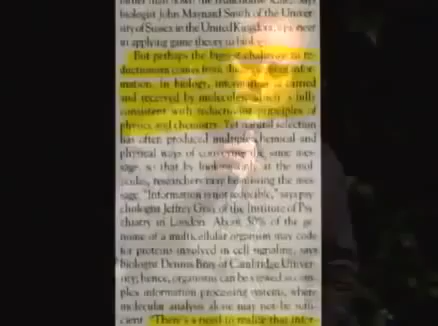 biologist John Maynard Smith of the Univer-
sity of Sussex in the United Kingdom, a pioneer
in applying game theory to biology.
But perhaps the biggest challenge to re-
ductionism comes from
mation. In biology, information is carried
and received by molecules
consistent with reductionist principles of
physics and chemistry. Yet natural selection
has often produced multiple chemical and
physical ways of conveying the same mes-
sage so that by looking only at the mol-
ecules, researchers may be missing the mes-
sage. "Information is not reducible," says psy-
chologist Jeffrey Gray of the Institute of Psy-
chiatry in London. About 50% of the ge-
nome of a multicellular organism may code
for proteins involved in cell signaling, says
biologist Dennis Bray of Cambridge Univer-
sity; hence, organisms can be viewed as com-
plex information processing systems, where
molecular analysis alone may not be suffi-
cient. "There's a need to realize that infor-